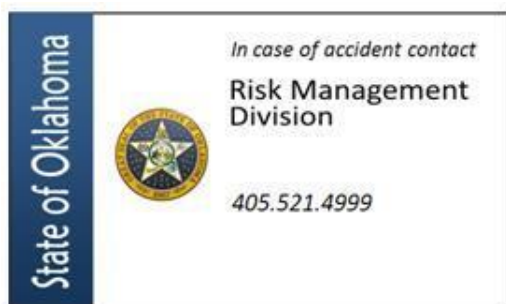 State of Oklahoma
In case of accident contact
Risk Management
Division
405.521.4999